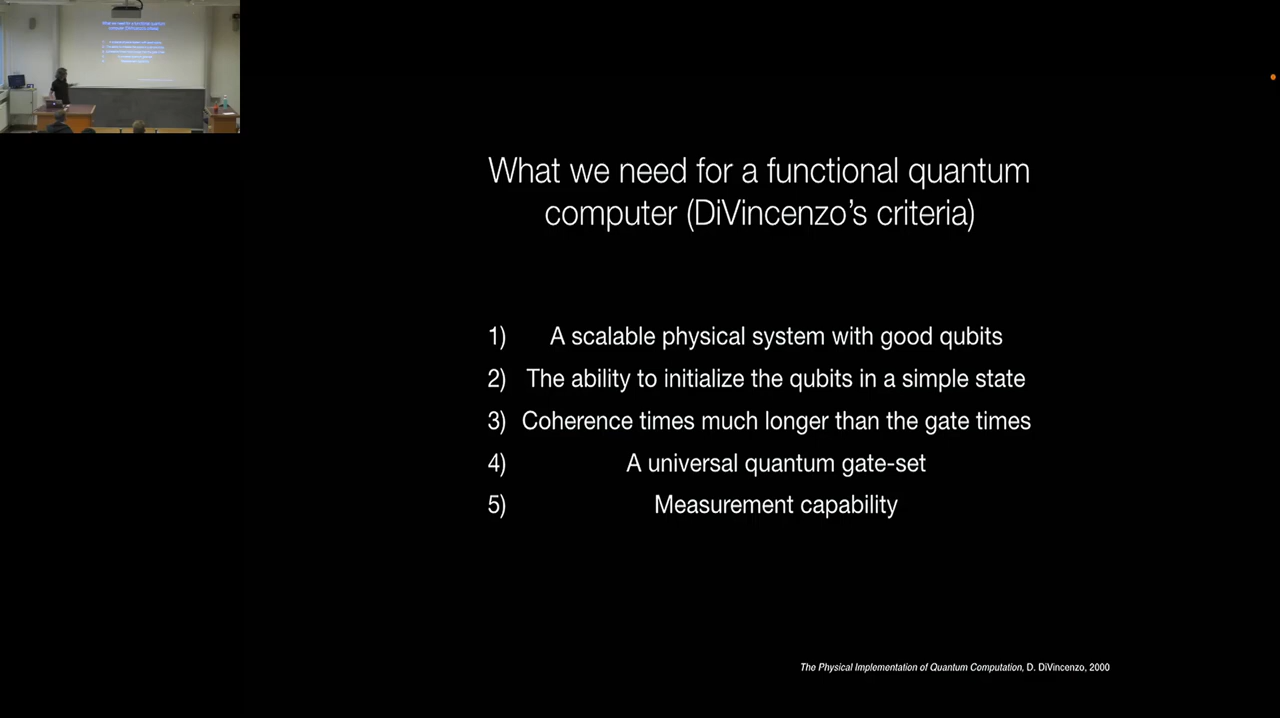 What we need for a functional quantum
computer (DiVincenzo’s criteria)
1) A scalable physical system with good qubits
2) The ability to initialize the qubits in a simple state
3) Coherence times much longer than the gate times
4) A universal quantum gate-set
5) Measurement capability
The Physical Implementation of Quantum Computation, D. DiVincenzo, 2000